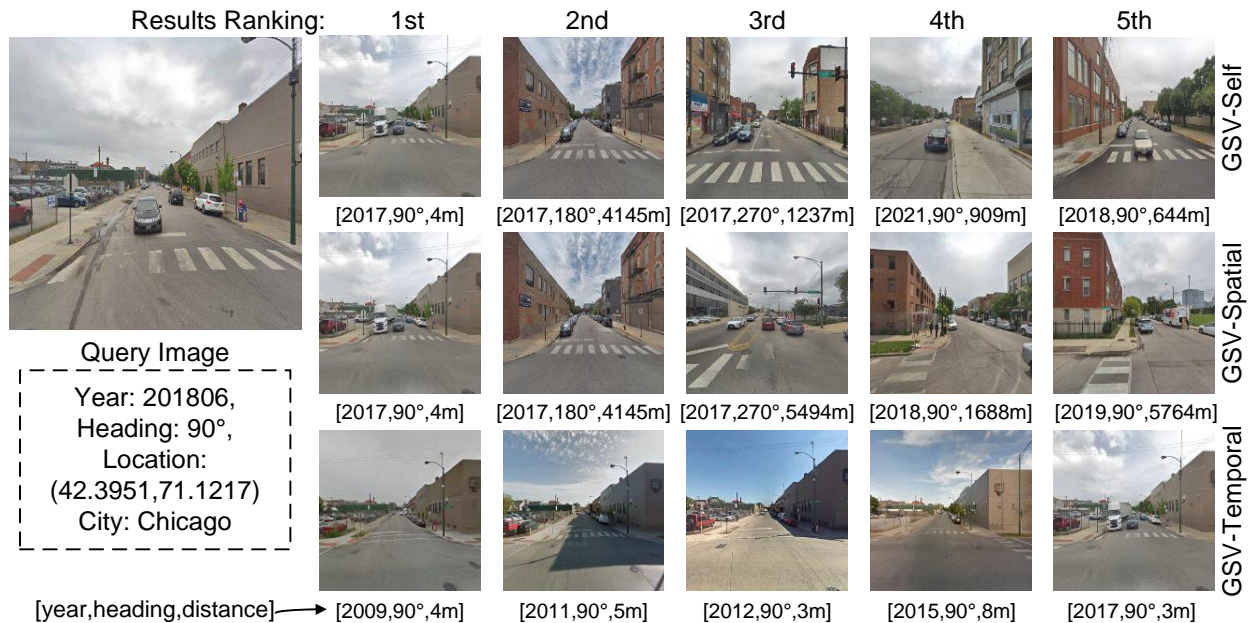 Results Ranking: 1st 2nd 3rd 4th 5th
GSV-Self
[2017,90°,4m] [2017,180°,4145m] [2017,270°,1237m] [2021,90°,909m] [2018,90°,644m]
GSV-Spatial
Query Image
[2017,90°,4m] [2017,180°,4145m] [2017,270°,5494m] [2018,90°,1688m] [2019,90°,5764m]
Year: 201806,
Heading: 90°,
Location:
(42.3951,71.1217)
City: Chicago
GSV-Temporal
[year,heading,distance] [2009,90°,4m] [2011,90°,5m] [2012,90°,3m] [2015,90°,8m] [2017,90°,3m]